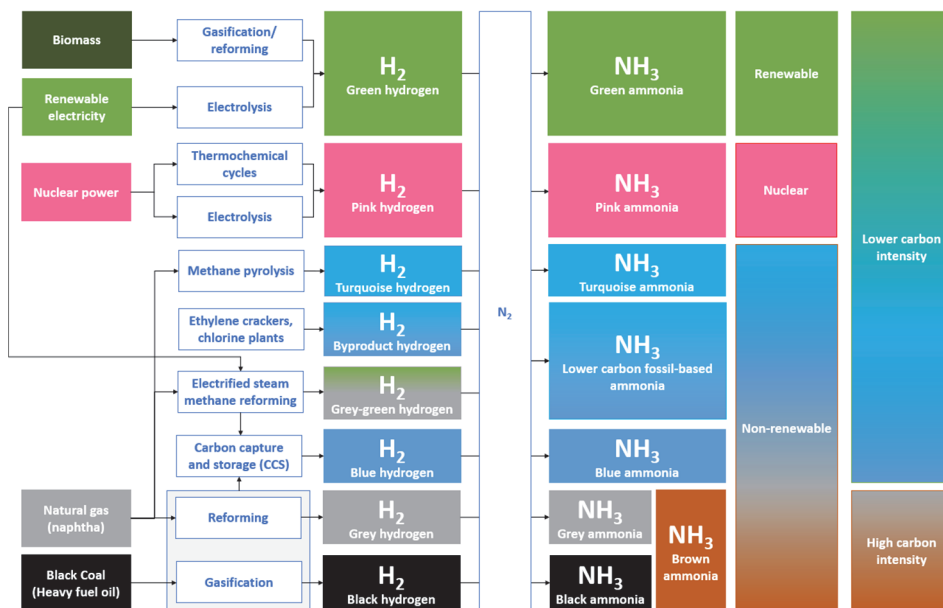 Biomass
Gasification/
reforming
H₂
Green hydrogen
NH₃
Green ammonia
Renewable
Renewable
electricity
Electrolysis
Nuclear power
Thermochemical
cycles
Electrolysis
H₂
Pink hydrogen
NH₃
Pink ammonia
Nuclear
Lower carbon
intensity
Methane pyrolysis
H₂
Turquoise hydrogen
N₂
NH₃
Turquoise ammonia
Ethylene crackers,
chlorine plants
H₂
Byproduct hydrogen
NH₃
Lower carbon fossil-based
ammonia
Electrified steam
methane reforming
H₂
Grey-green hydrogen
Non-renewable
Carbon capture
and storage (CCS)
H₂
Blue hydrogen
NH₃
Blue ammonia
Natural gas
(naphtha)
Reforming
H₂
Grey hydrogen
NH₃
Grey ammonia
NH₃
Brown
ammonia
High carbon
intensity
Black Coal
(Heavy fuel oil)
Gasification
H₂
Black hydrogen
NH₃
Black ammonia